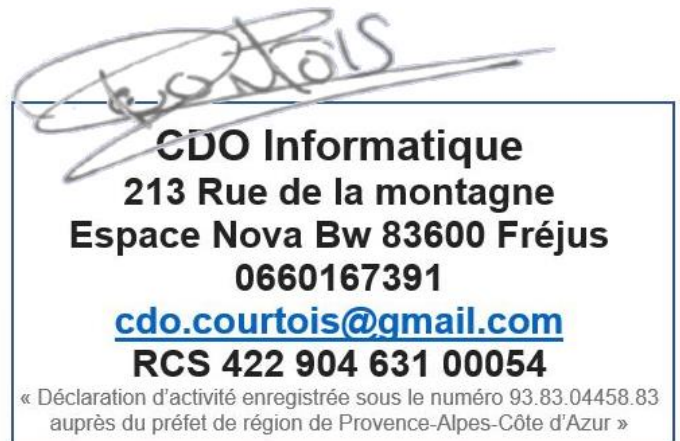 Courtois
CDO Informatique
213 Rue de la montagne
Espace Nova Bw 83600 Fréjus
0660167391
cdo.courtois@gmail.com
RCS 422 904 631 00054
« Déclaration d’activité enregistrée sous le numéro 93.83.04458.83
auprès du préfet de région de Provence-Alpes-Côte d’Azur »